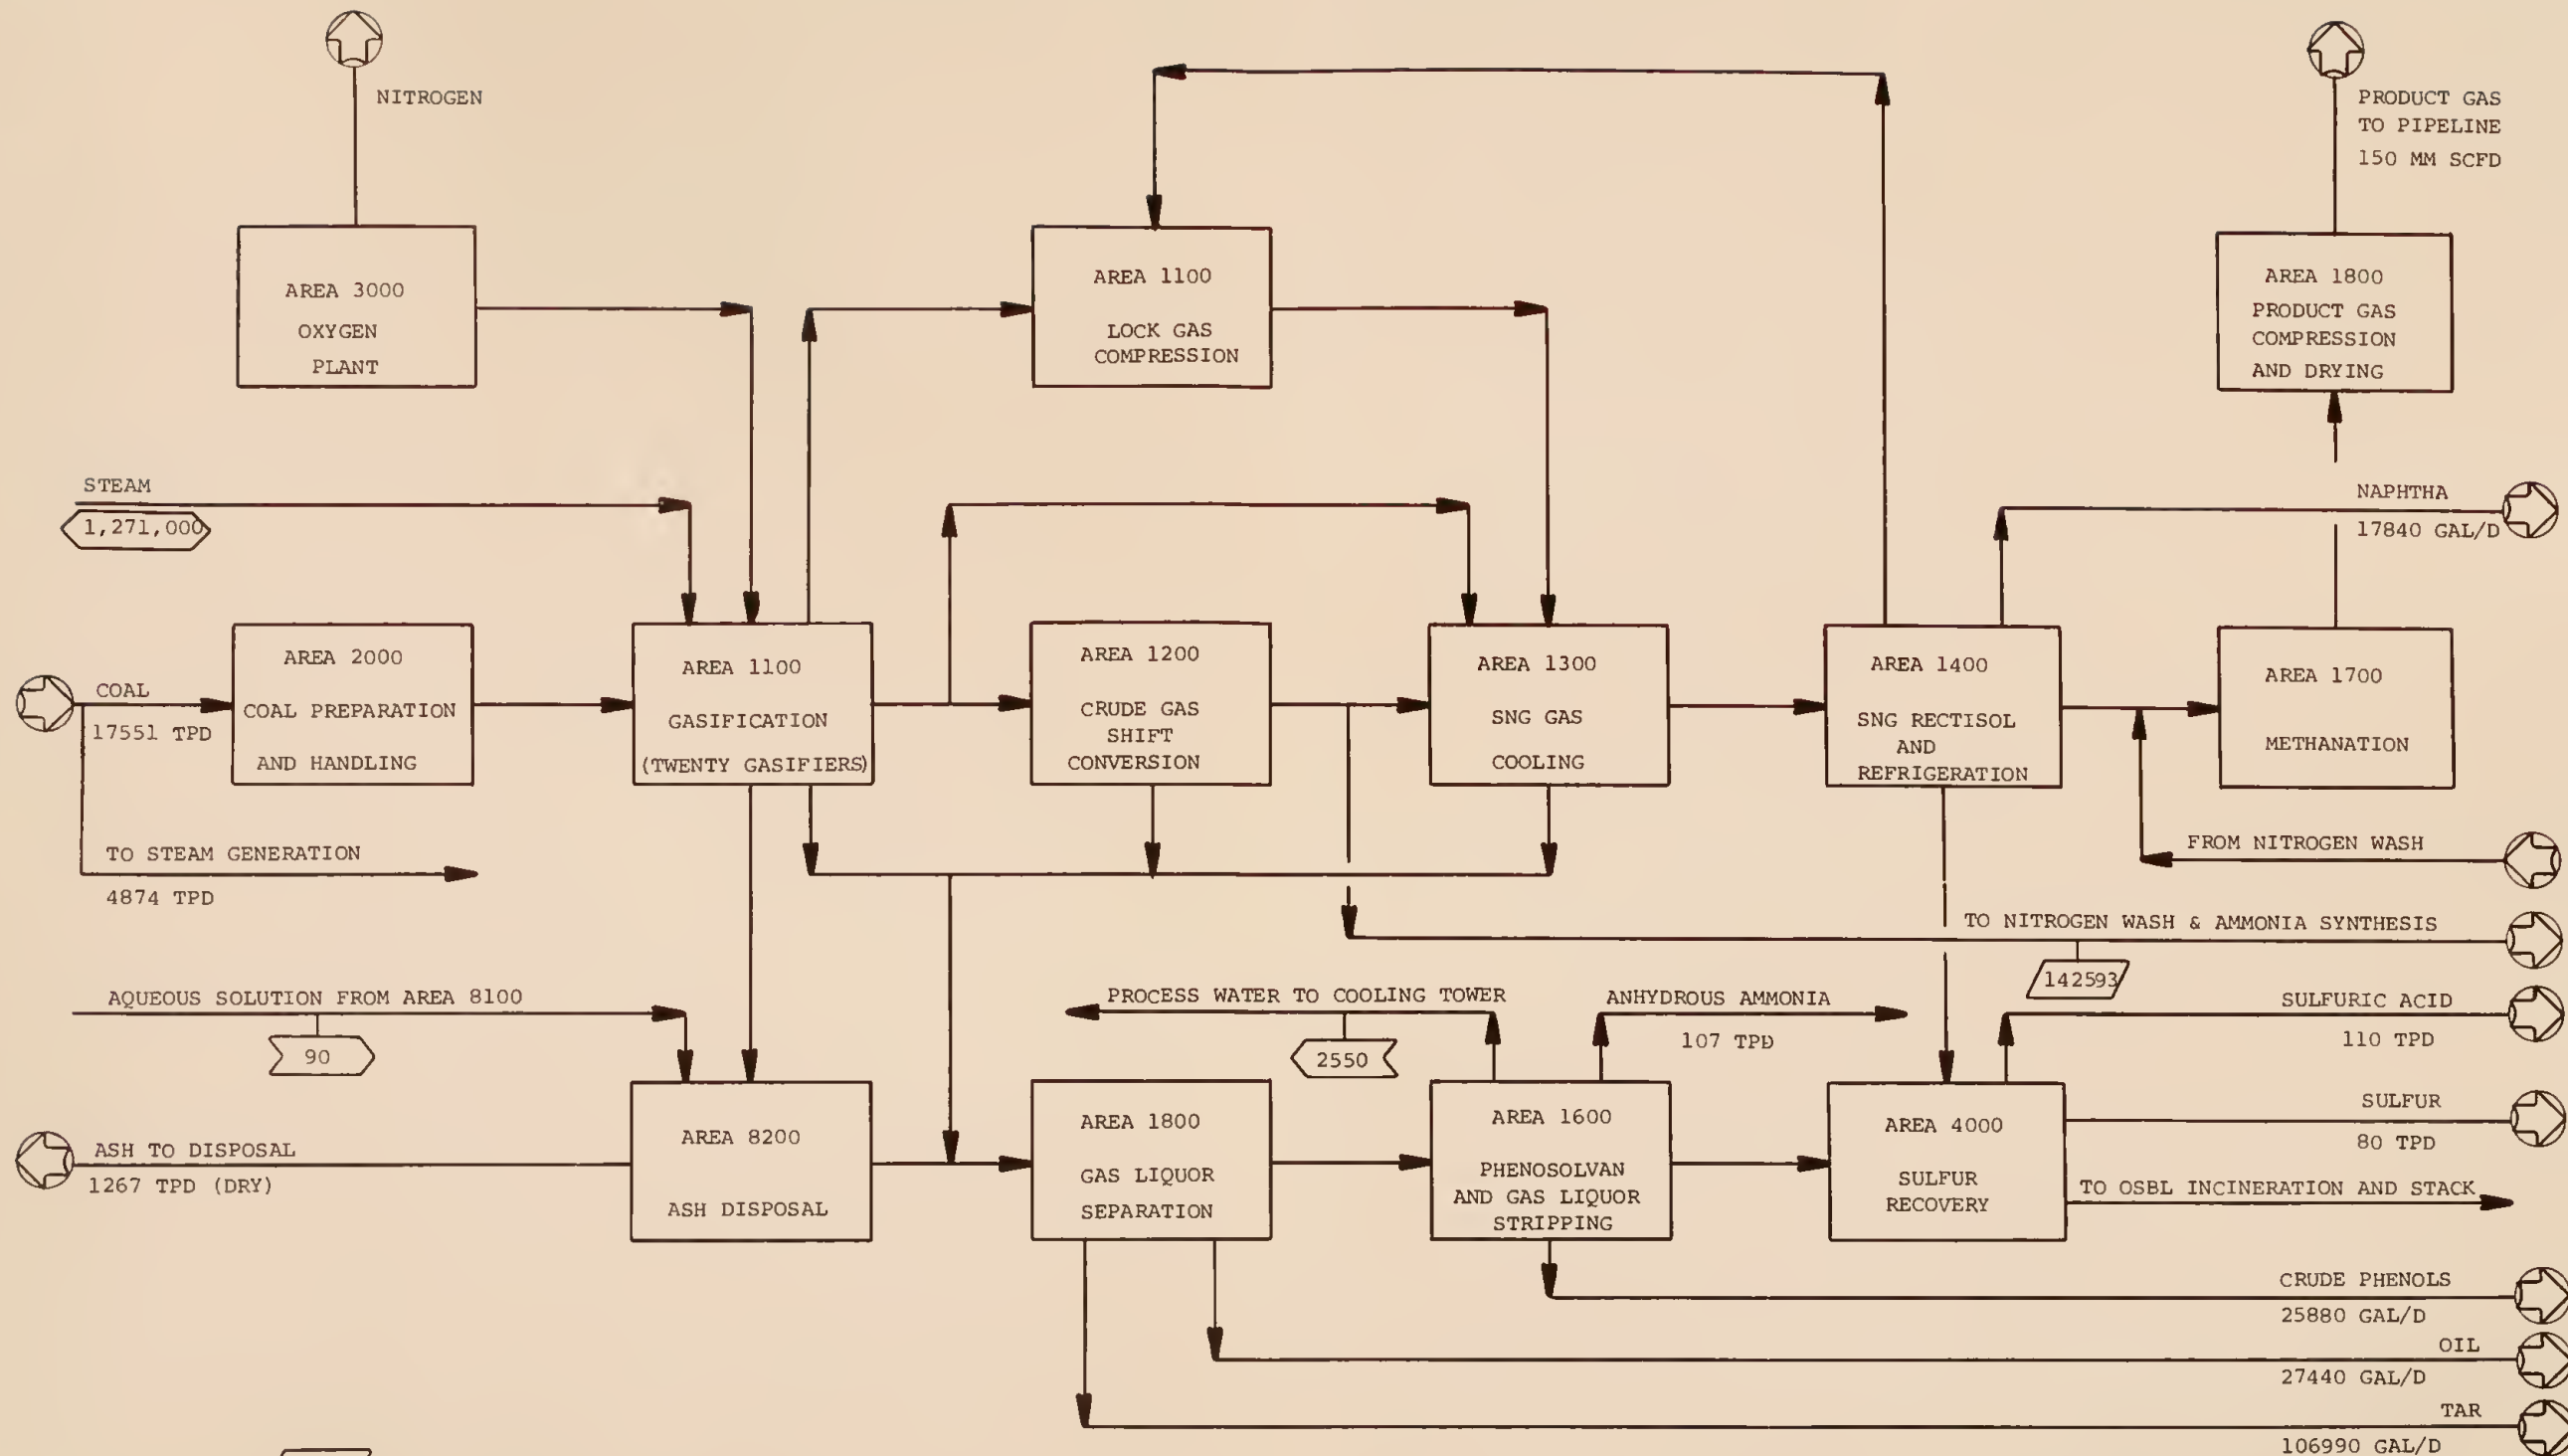 NITROGEN
PRODUCT GAS
TO PIPELINE
150 MM SCFD
AREA 3000
OXYGEN
PLANT
AREA 1100
LOCK GAS
COMPRESSION
AREA 1800
PRODUCT GAS
COMPRESSION
AND DRYING
STEAM
1,271,000
NAPHTHA
17840 GAL/D
COAL
17551 TPD
AREA 2000
COAL PREPARATION
AND HANDLING
AREA 1100
GASIFICATION
(TWENTY GASIFIERS)
AREA 1200
CRUDE GAS
SHIFT
CONVERSION
AREA 1300
SNG GAS
COOLING
AREA 1400
SNG RECTISOL
AND
REFRIGERATION
AREA 1700
METHANATION
TO STEAM GENERATION
4874 TPD
FROM NITROGEN WASH
TO NITROGEN WASH & AMMONIA SYNTHESIS
142593
AQUEOUS SOLUTION FROM AREA 8100
90
PROCESS WATER TO COOLING TOWER
2550
ANHYDROUS AMMONIA
107 TPD
SULFURIC ACID
110 TPD
ASH TO DISPOSAL
1267 TPD (DRY)
AREA 8200
ASH DISPOSAL
AREA 1800
GAS LIQUOR
SEPARATION
AREA 1600
PHENOSOLVAN
AND GAS LIQUOR
STRIPPING
AREA 4000
SULFUR
RECOVERY
SULFUR
80 TPD
TO OSBL INCINERATION AND STACK
CRUDE PHENOLS
25880 GAL/D
OIL
27440 GAL/D
TAR
106990 GAL/D